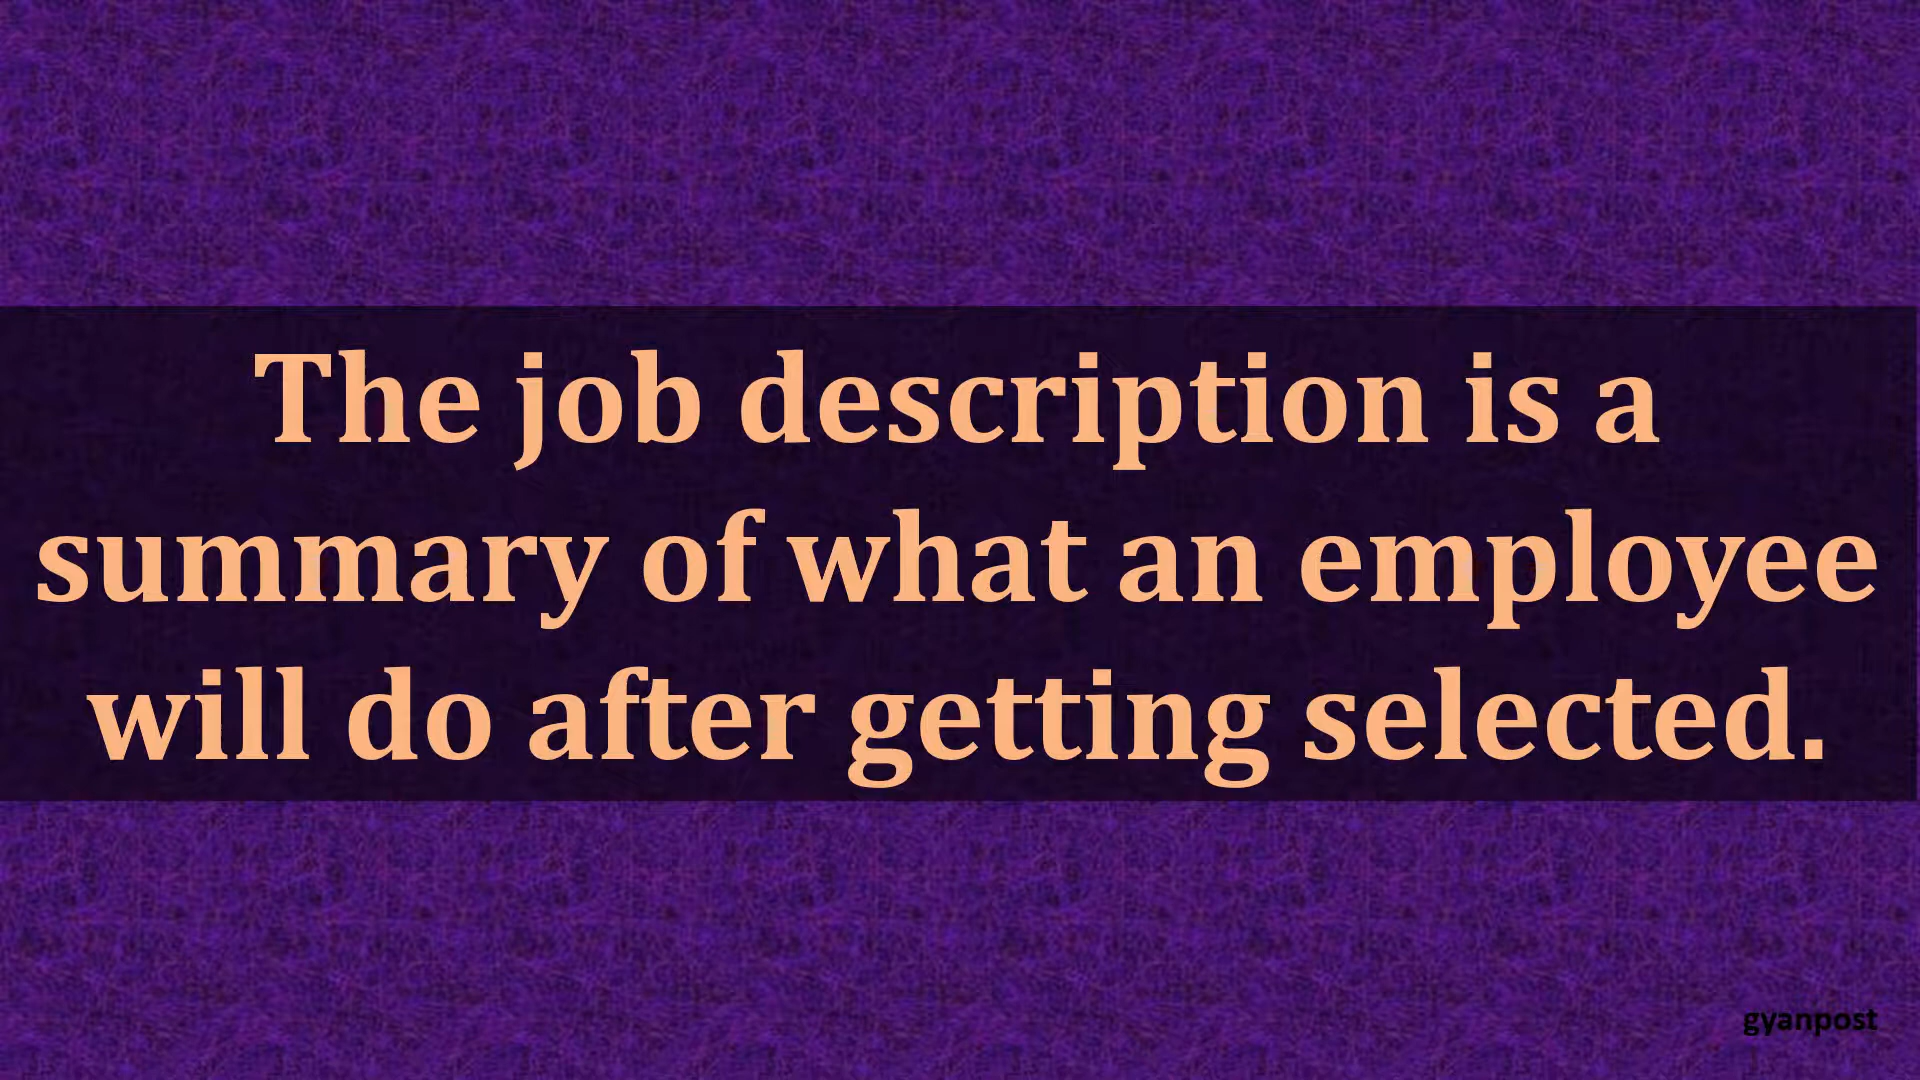 The job description is a
summary of what an employee
will do after getting selected.
gyanpost